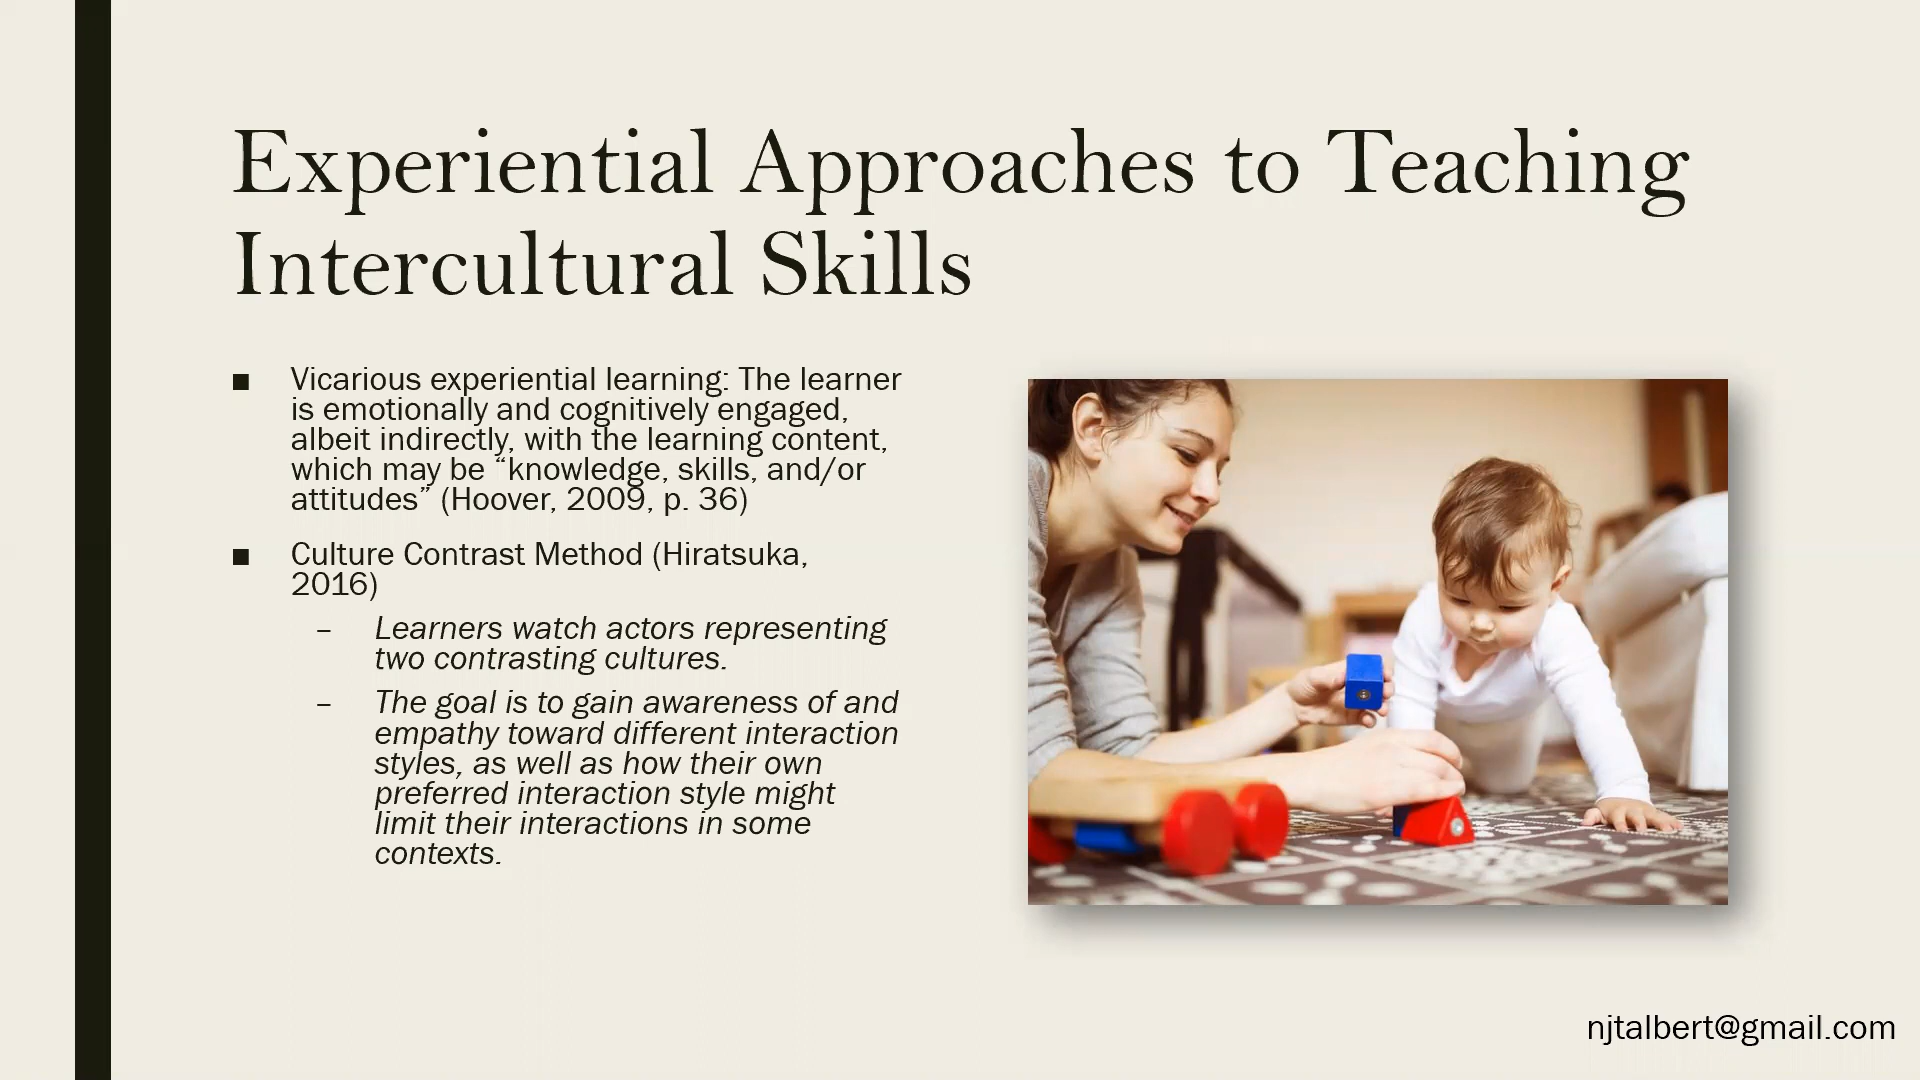 Experiential Approaches to Teaching
Intercultural Skills
■ Vicarious experiential learning: The learner
is emotionally and cognitively engaged,
albeit indirectly, with the learning content,
which may be “knowledge, skills, and/or
attitudes” (Hoover, 2009, p. 36)
■ Culture Contrast Method (Hiratsuka,
2016)
– Learners watch actors representing
two contrasting cultures.
– The goal is to gain awareness of and
empathy toward different interaction
styles, as well as how their own
preferred interaction style might
limit their interactions in some
contexts.
njtalbert@gmail.com